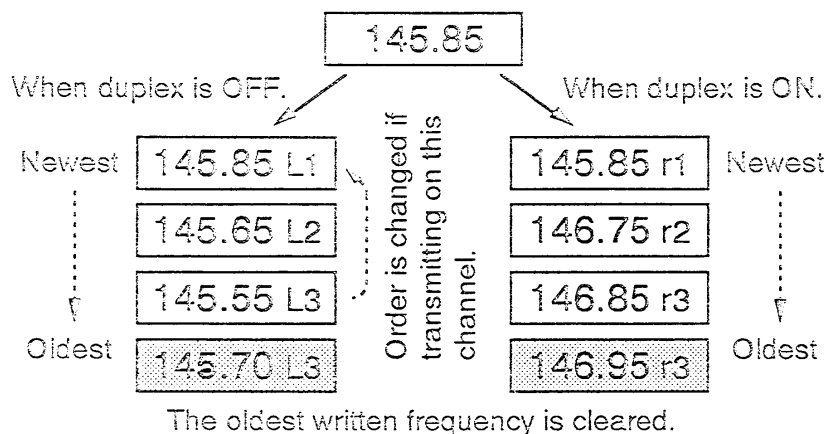 145.85
When duplex is OFF.
When duplex is ON.
Newest
145.85 L1
145.65 L2
145.55 L3
Oldest
145.70 L3
Order is changed if
transmitting on this
channel.
145.85 r1
Newest
146.75 r2
146.85 r3
Oldest
146.95 r3
The oldest written frequency is cleared.